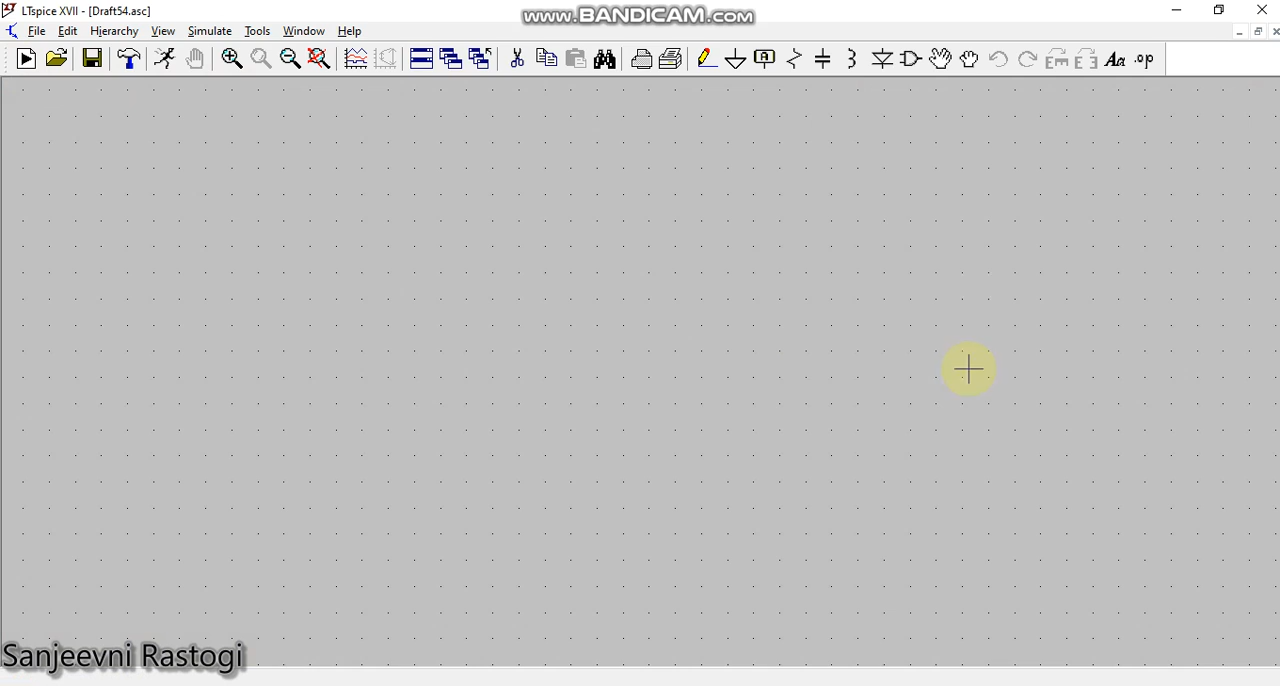 LTspice XVII - [Draft54.asc]
www.BANDICAM.com
File Edit Hierarchy View Simulate Tools Window Help
A Aa .op
Sanjeevni Rastogi